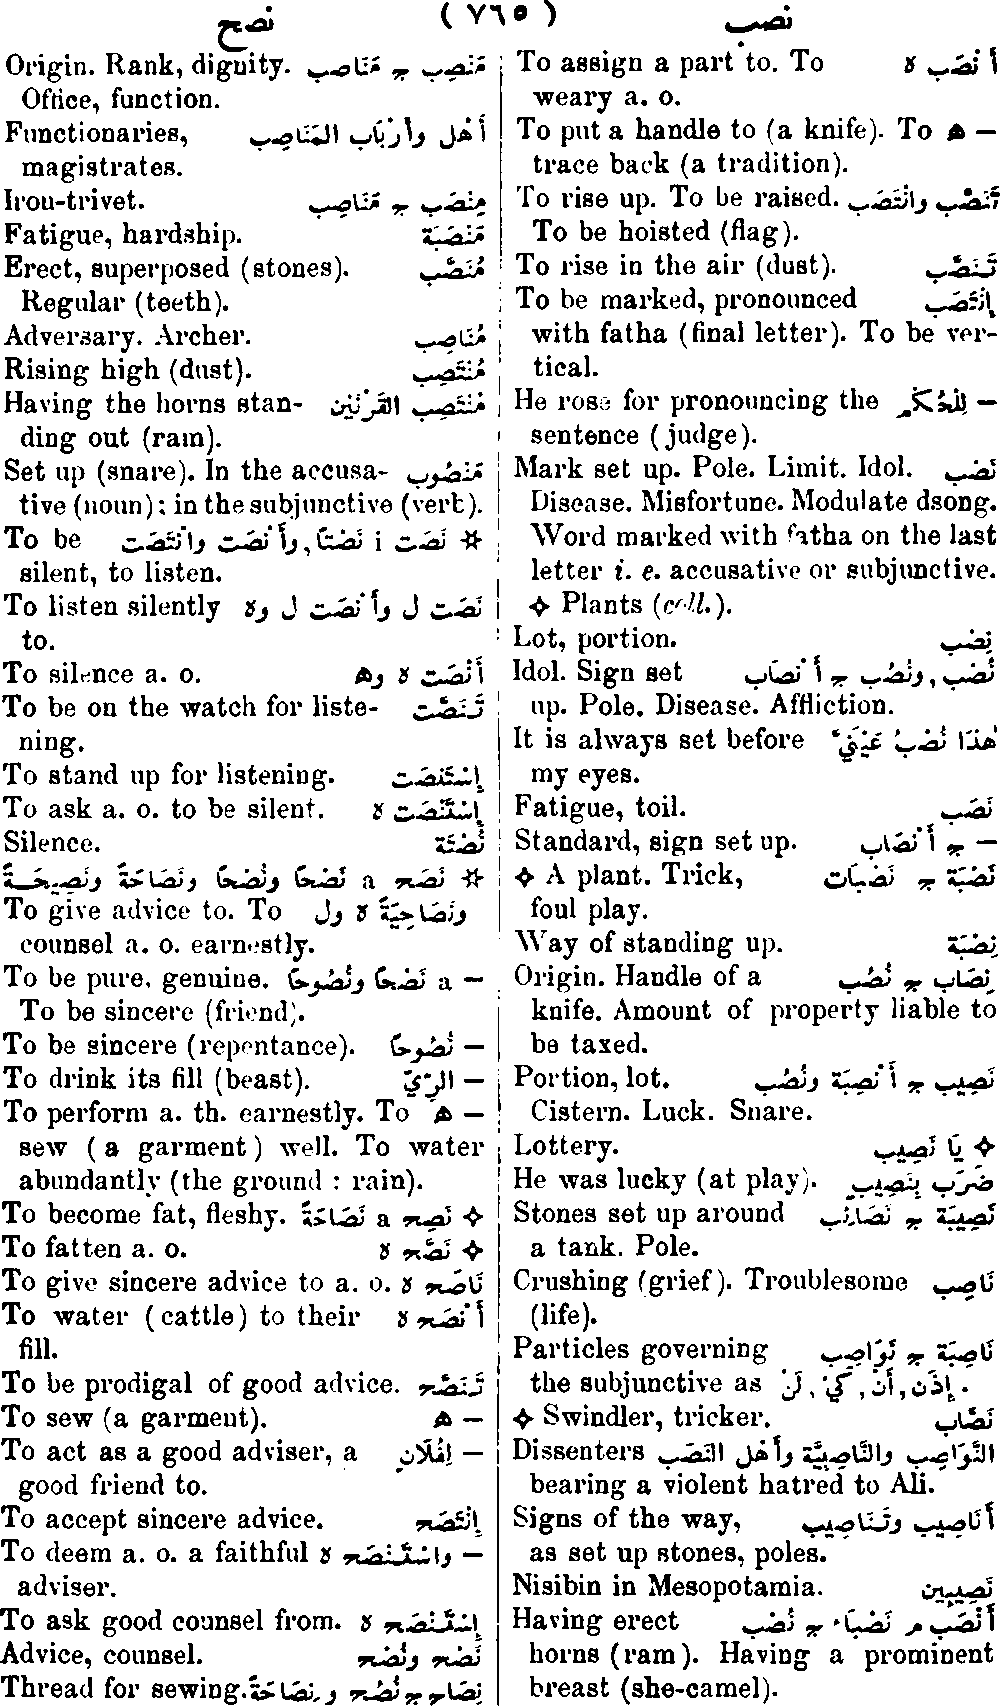 نصب ( ٧٦٥ ) نصح
To assign a part to. To أَنْصَب ه
weary a. o.
To put a handle to (a knife). To ه —
trace back (a tradition).
To rise up. To be raised. تَنَصَّب وانْتَصَب
To be hoisted (flag).
To rise in the air (dust). تَنَصَّب
To be marked, pronounced إِنْتَصَب
with fatha (final letter). To be ver-
tical.
He rose for pronouncing the لِلْحُكْم —
sentence (judge).
Mark set up. Pole. Limit. Idol. نَصْب
Disease. Misfortune. Modulate dsong.
Word marked with fatha on the last
letter i. e. accusative or subjunctive.
✧ Plants (coll.).
Lot, portion. نِصْب
Idol. Sign set نُصْب, ونُصُب ج أَنْصَاب
up. Pole. Disease. Affliction.
It is always set before هٰذَا نُصْبُ عَيْنِي
my eyes.
Fatigue, toil. نَصَب
Standard, sign set up. — ج أَنْصَاب
✧ A plant. Trick, نَصْبَة ج نَصْبَات
foul play.
Way of standing up. نِصْبَة
Origin. Handle of a نِصَاب ج نُصُب
knife. Amount of property liable to
be taxed.
Portion, lot. نَصِيب ج أَنْصِبَة ونُصُب
Cistern. Luck. Snare.
Lottery. ✧ يَا نَصِيب
He was lucky (at play). ضَرَب بِنَصِيب
Stones set up around نَصِيبَة ج نَصَائِب
a tank. Pole.
Crushing (grief). Troublesome نَاصِب
(life).
Particles governing نَاصِبَة ج نَوَاصِب
the subjunctive as إِذَنْ, أَنْ, كَيْ, لَنْ.
✧ Swindler, tricker. نَصَّاب
Dissenters النَّوَاصِب والنَّاصِبِيَّة وأَهْل النَّصْب
bearing a violent hatred to Ali.
Signs of the way, أَنَاصِيب وتَنَاصِيب
as set up stones, poles.
Nisibin in Mesopotamia. نَصِيبِين
Having erect أَنْصَب م نَصْبَاء ج نُصْب
horns (ram). Having a prominent
breast (she-camel).
Origin. Rank, dignity. مَنْصِب ج مَنَاصِب
Office, function.
Functionaries, أَهْل وأَرْبَاب المَنَاصِب
magistrates.
Iron-trivet. مِنْصَب ج مَنَاصِب
Fatigue, hardship. مَنْصَبَة
Erect, superposed (stones). مُنَصَّب
Regular (teeth).
Adversary. Archer. مُنَاصِب
Rising high (dust). مُنْتَصِب
Having the horns stan- مُنْتَصِب القَرْنَيْن
ding out (ram).
Set up (snare). In the accusa- مَنْصُوب
tive (noun); in the subjunctive (verb).
To be ✲ نَصَت i نَصْتًا, وأَنْصَت وانْتَصَت
silent, to listen.
To listen silently نَصَت ل وأَنْصَت ل وه
to.
To silence a. o. أَنْصَت ه وه
To be on the watch for liste- تَنَصَّت
ning.
To stand up for listening. إِسْتَنْصَت
To ask a. o. to be silent. إِسْتَنْصَت ه
Silence. نُصْتَة
✲ نَصَح a نَصْحًا ونُصْحًا ونَصَاحَةً ونَصِيحَةً
To give advice to. To ونَصَاحِيَةً ه ول
counsel a. o. earnestly.
To be pure, genuine. — a نَصْحًا ونُصُوحًا
To be sincere (friend).
To be sincere (repentance). — نُصُوحًا
To drink its fill (beast). — الرِّيَّ
To perform a. th. earnestly. To ه —
sew (a garment) well. To water
abundantly (the ground : rain).
To become fat, fleshy. ✧ نَصِح a نَصَاحَةً
To fatten a. o. ✧ نَصَّح ه
To give sincere advice to a. o. نَاصَح ه
To water (cattle) to their أَنْصَح ه
fill.
To be prodigal of good advice. تَنَصَّح
To sew (a garment). ه —
To act as a good adviser, a — لِفُلَانٍ
good friend to.
To accept sincere advice. إِنْتَصَح
To deem a. o. a faithful — واسْتَنْصَح ه
adviser.
To ask good counsel from. إِسْتَنْصَح ه
Advice, counsel. نَصْح ونُصْح
Thread for sewing. نِصَاح ج نُصُح ونِصَاحَة